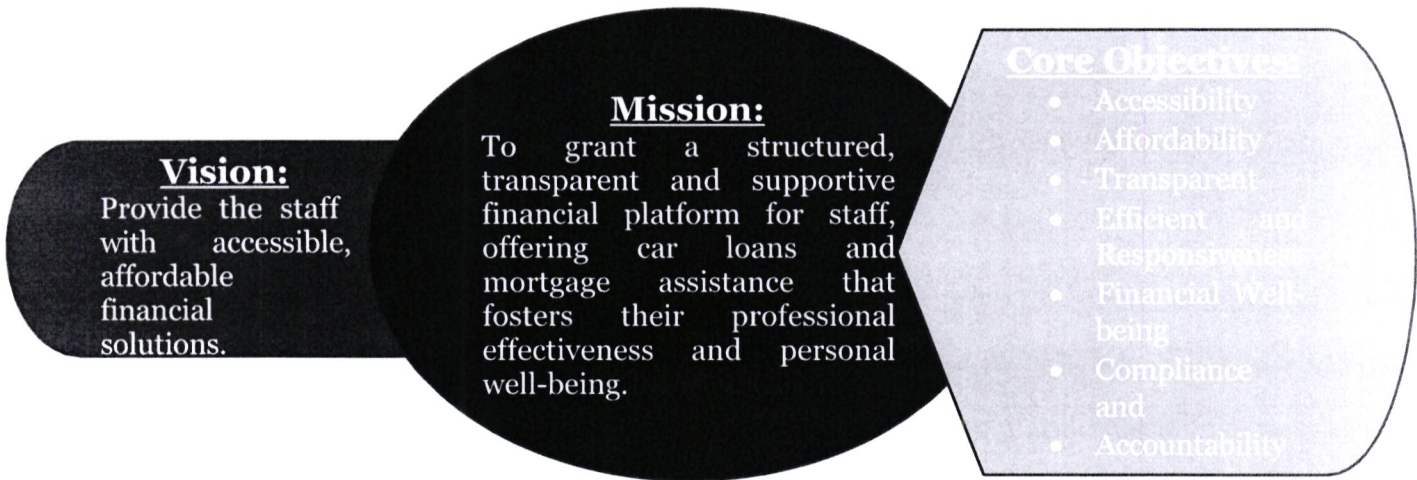 Vision:
Provide the staff
with accessible,
affordable
financial
solutions.
Mission:
To grant a structured,
transparent and supportive
financial platform for staff,
offering car loans and
mortgage assistance that
fosters their professional
effectiveness and personal
well-being.
Core Objectives:
• Accessibility
• Affordability
• Transparent
• Efficient and
Responsiveness
• Financial Well-
being
• Compliance
and
• Accountability